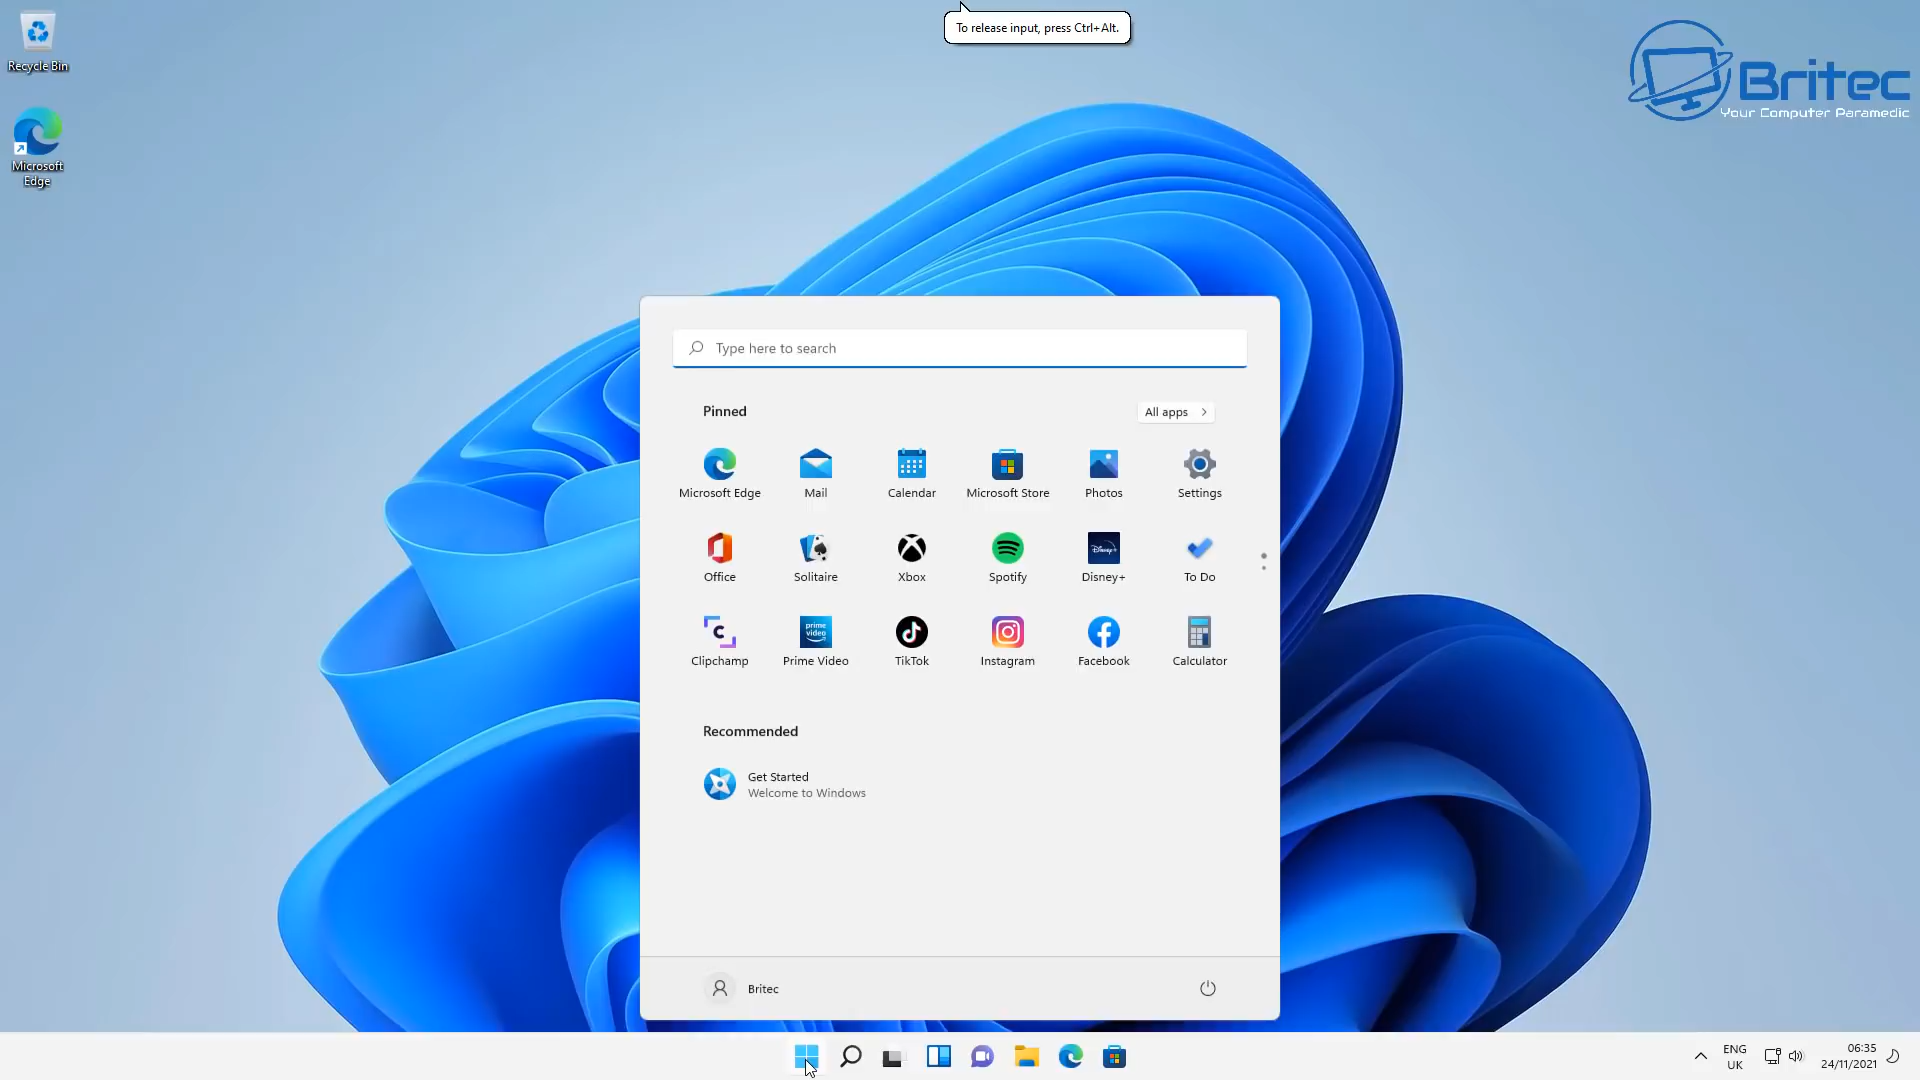 To release input, press Ctrl+Alt.
Recycle Bin
Britec
Your Computer Paramedic
Microsoft
Edge
Type here to search
Pinned
All apps
Microsoft Edge
Mail
Calendar
Microsoft Store
Photos
Settings
Office
Solitaire
Xbox
Disney+
Spotify
Disney+
To Do
C
prime
video
Clipchamp
Prime Video
TikTok
Instagram
Facebook
Calculator
Recommended
Get Started
Welcome to Windows
Britec
ENG
UK
06:35
24/11/2021